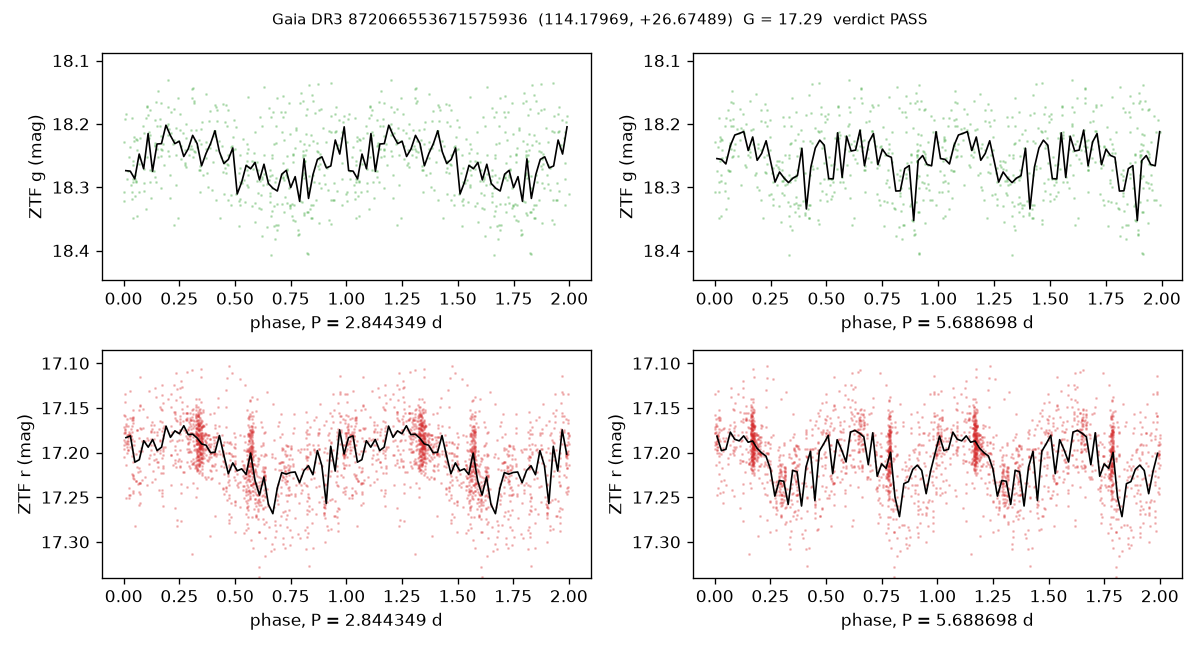 Gaia DR3 872066553671575936 (114.17969, +26.67489) G = 17.29 verdict PASS
ZTF g (mag)
18.1
18.2
18.3
18.4
0.00 0.25 0.50 0.75 1.00 1.25 1.50 1.75 2.00
phase, P = 2.844349 d
ZTF g (mag)
18.1
18.2
18.3
18.4
0.00 0.25 0.50 0.75 1.00 1.25 1.50 1.75 2.00
phase, P = 5.688698 d
ZTF r (mag)
17.10
17.15
17.20
17.25
17.30
0.00 0.25 0.50 0.75 1.00 1.25 1.50 1.75 2.00
phase, P = 2.844349 d
ZTF r (mag)
17.10
17.15
17.20
17.25
17.30
0.00 0.25 0.50 0.75 1.00 1.25 1.50 1.75 2.00
phase, P = 5.688698 d